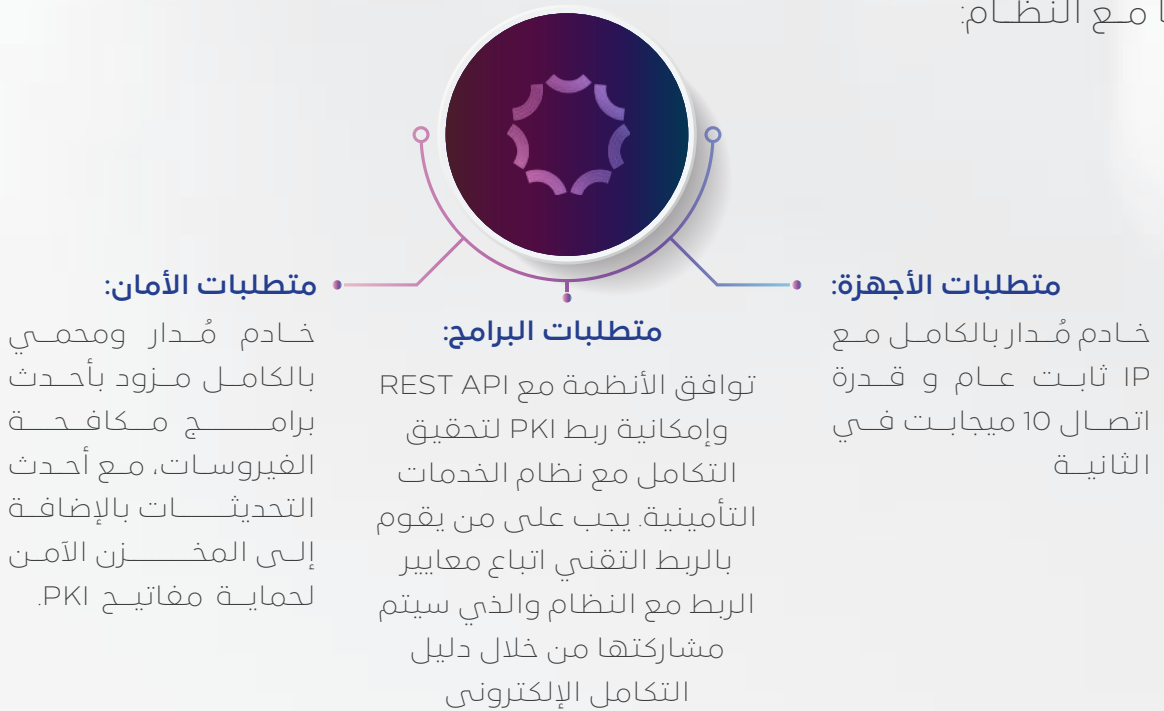 مع النظام:
متطلبات الأجهزة:
خادم مُدار بالكامل مع
IP ثابت عام و قدرة
اتصال 10 ميجابت في
الثانية
متطلبات البرامج:
توافق الأنظمة مع REST API
وإمكانية ربط PKI لتحقيق
التكامل مع نظام الخدمات
التأمينية. يجب على من يقوم
بالربط التقني اتباع معايير
الربط مع النظام والذي سيتم
مشاركتها من خلال دليل
التكامل الإلكتروني
متطلبات الأمان:
خادم مُدار ومحمي
بالكامل مزود بأحدث
برامج مكافحة
الفيروسات، مع أحدث
التحديثات بالإضافة
إلى المخزن الآمن
لحماية مفاتيح PKI.